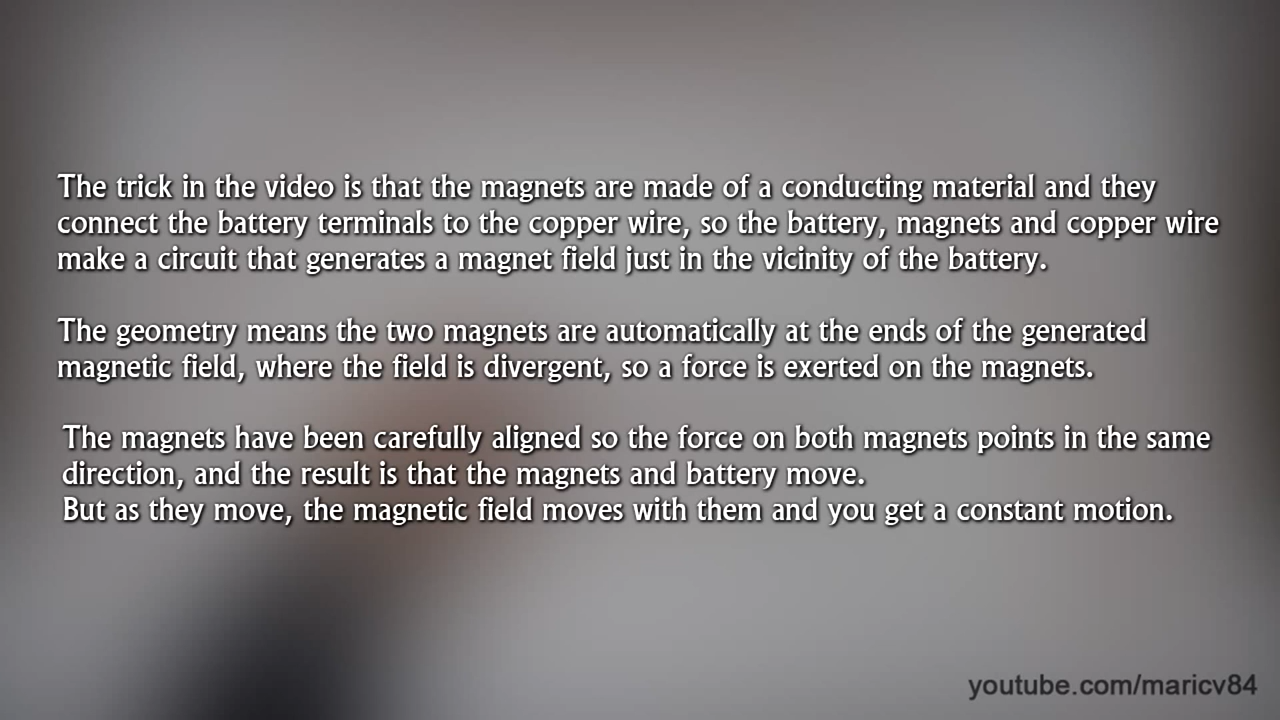 The trick in the video is that the magnets are made of a conducting material and they
connect the battery terminals to the copper wire, so the battery, magnets and copper wire
make a circuit that generates a magnet field just in the vicinity of the battery.
The geometry means the two magnets are automatically at the ends of the generated
magnetic field, where the field is divergent, so a force is exerted on the magnets.
The magnets have been carefully aligned so the force on both magnets points in the same
direction, and the result is that the magnets and battery move.
But as they move, the magnetic field moves with them and you get a constant motion.
youtube.com/maricv84